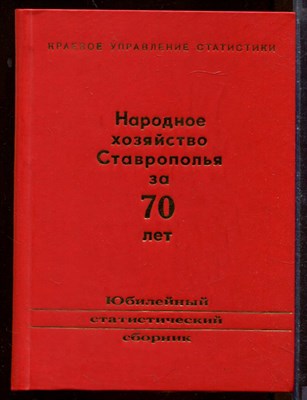 КРАЕВОЕ УПРАВЛЕНИЕ СТАТИСТИКИ
Народное
хозяйство
Ставрополья
за
70
лет
Юбилейный
статистический
сборник